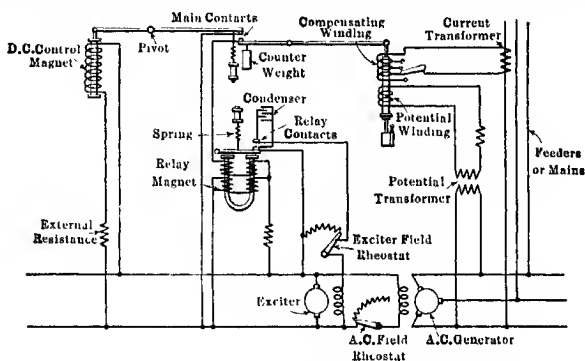 Main Contacts
Compensating
Winding
Current
Transformer
D.C.Control
Magnet
Pivot
Counter
Weight
Condenser
Relay
Contacts
Spring
Potential
Winding
Relay
Magnet
Feeders
or Mains
Potential
Transformer
External
Resistance
Exciter Field
Rheostat
Exciter
A.C.Field
Rheostat
A.C.Generator